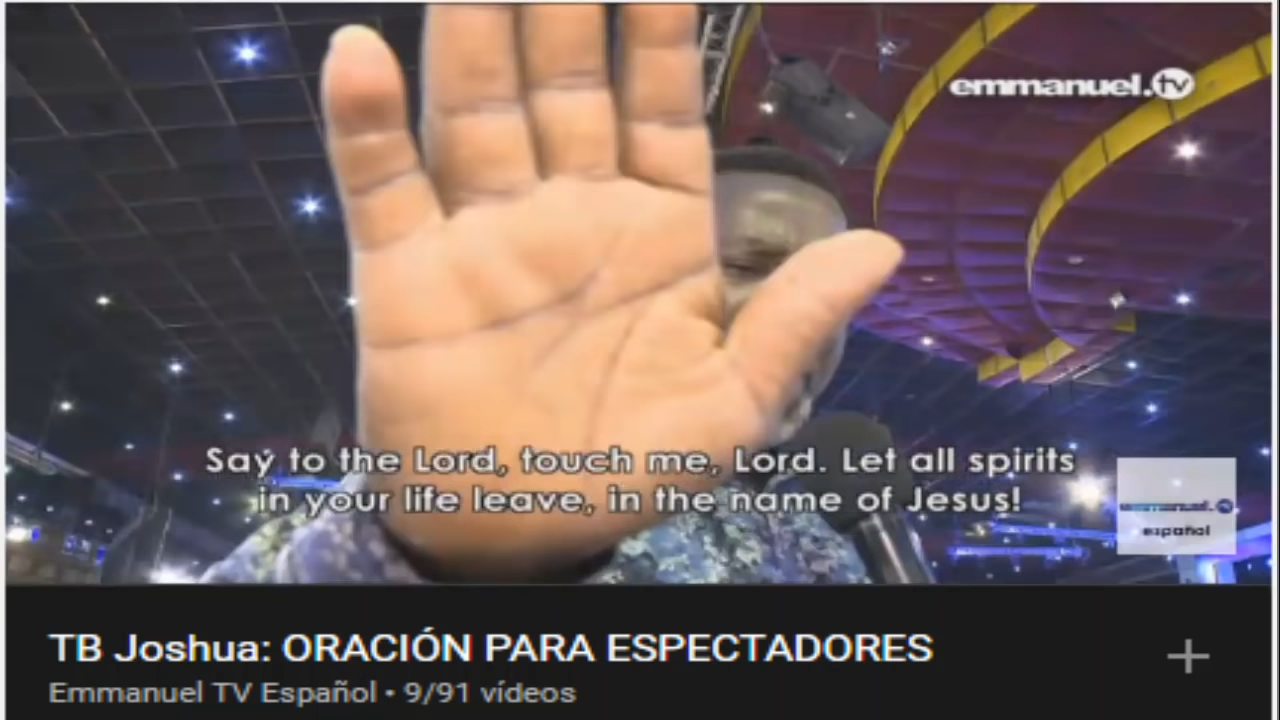 emmanuel.tv
Say to the Lord, touch me, Lord. Let all spirits
in your life leave, in the name of Jesus!
emmanuel.tv
español
TB Joshua: ORACIÓN PARA ESPECTADORES
Emmanuel TV Español • 9/91 vídeos